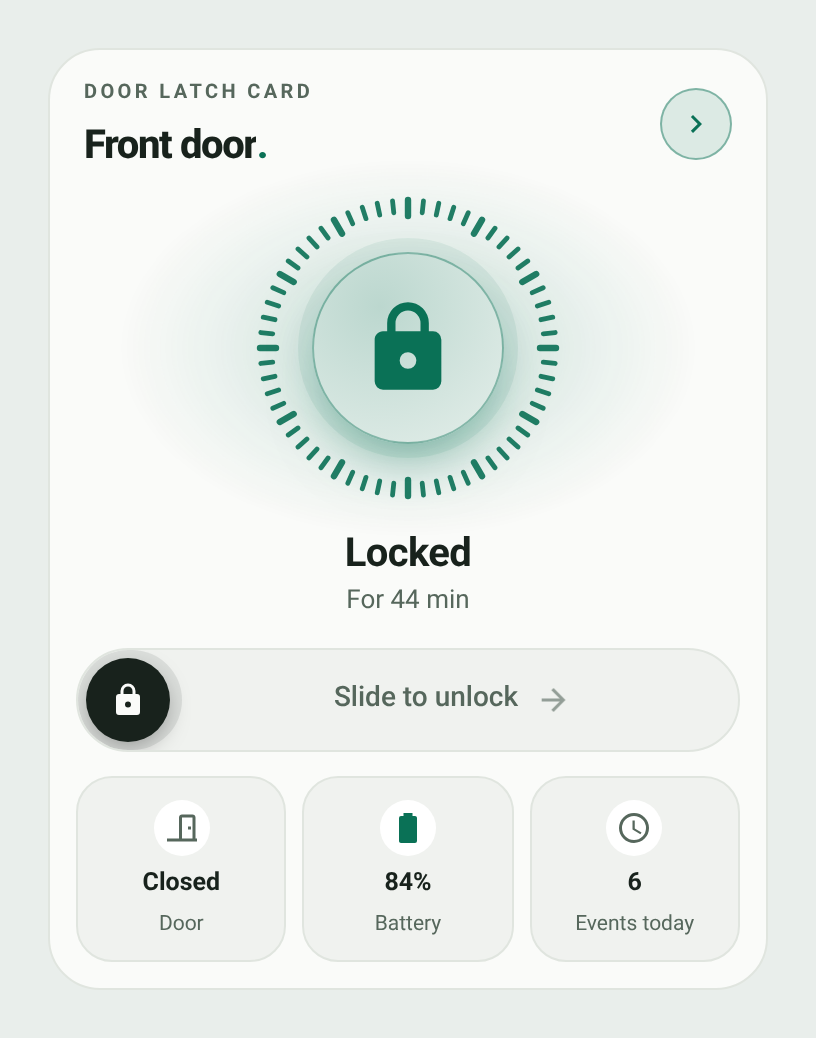 DOOR LATCH CARD
Front door.
Locked
For 44 min
Slide to unlock
Closed
Door
84%
Battery
6
Events today